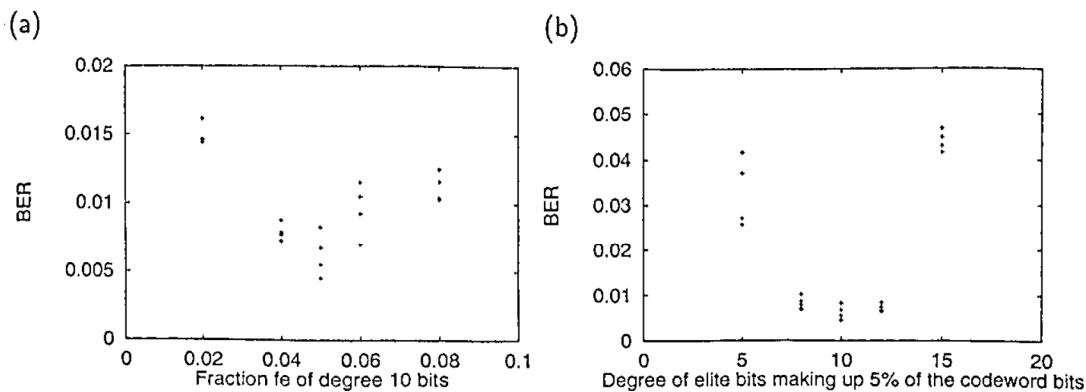 (a)
0.02
0.015
0.01
0.005
0
BER
0 0.02 0.04 0.06 0.08 0.1
Fraction fe of degree 10 bits
(b)
0.06
0.05
0.04
0.03
0.02
0.01
0
BER
0 5 10 15 20
Degree of elite bits making up 5% of the codeword bits